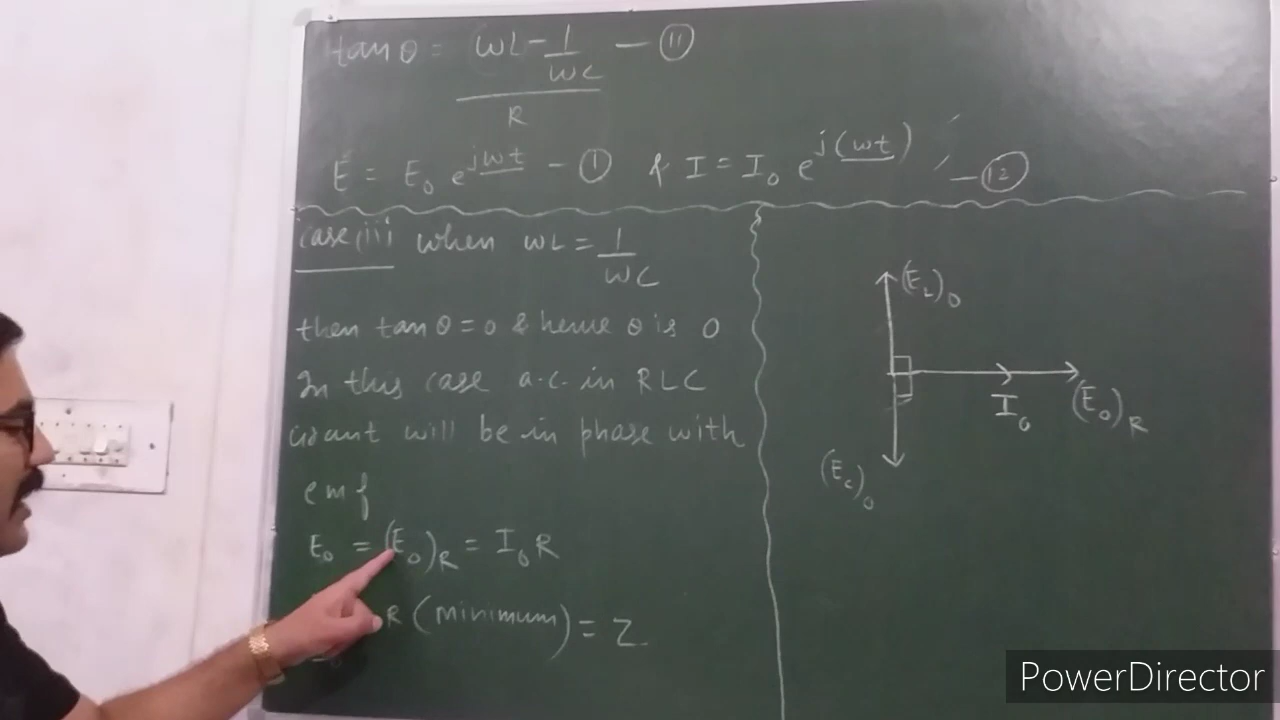 tan θ = ωL - 1/ωC — ⑪
R
E = E₀ e^jωt - ① & I = I₀ e^j(ωt) — ⑫
case (iii) when ωL = 1/ωC
then tan θ = 0 & hence θ is 0
In this case a.c. in RLC
will be in phase with
emf
E₀ = (E₀)R = I₀ R
R (minimum) = Z
(E_L)₀
I₀ (E₀)R
(E_c)₀
PowerDirector